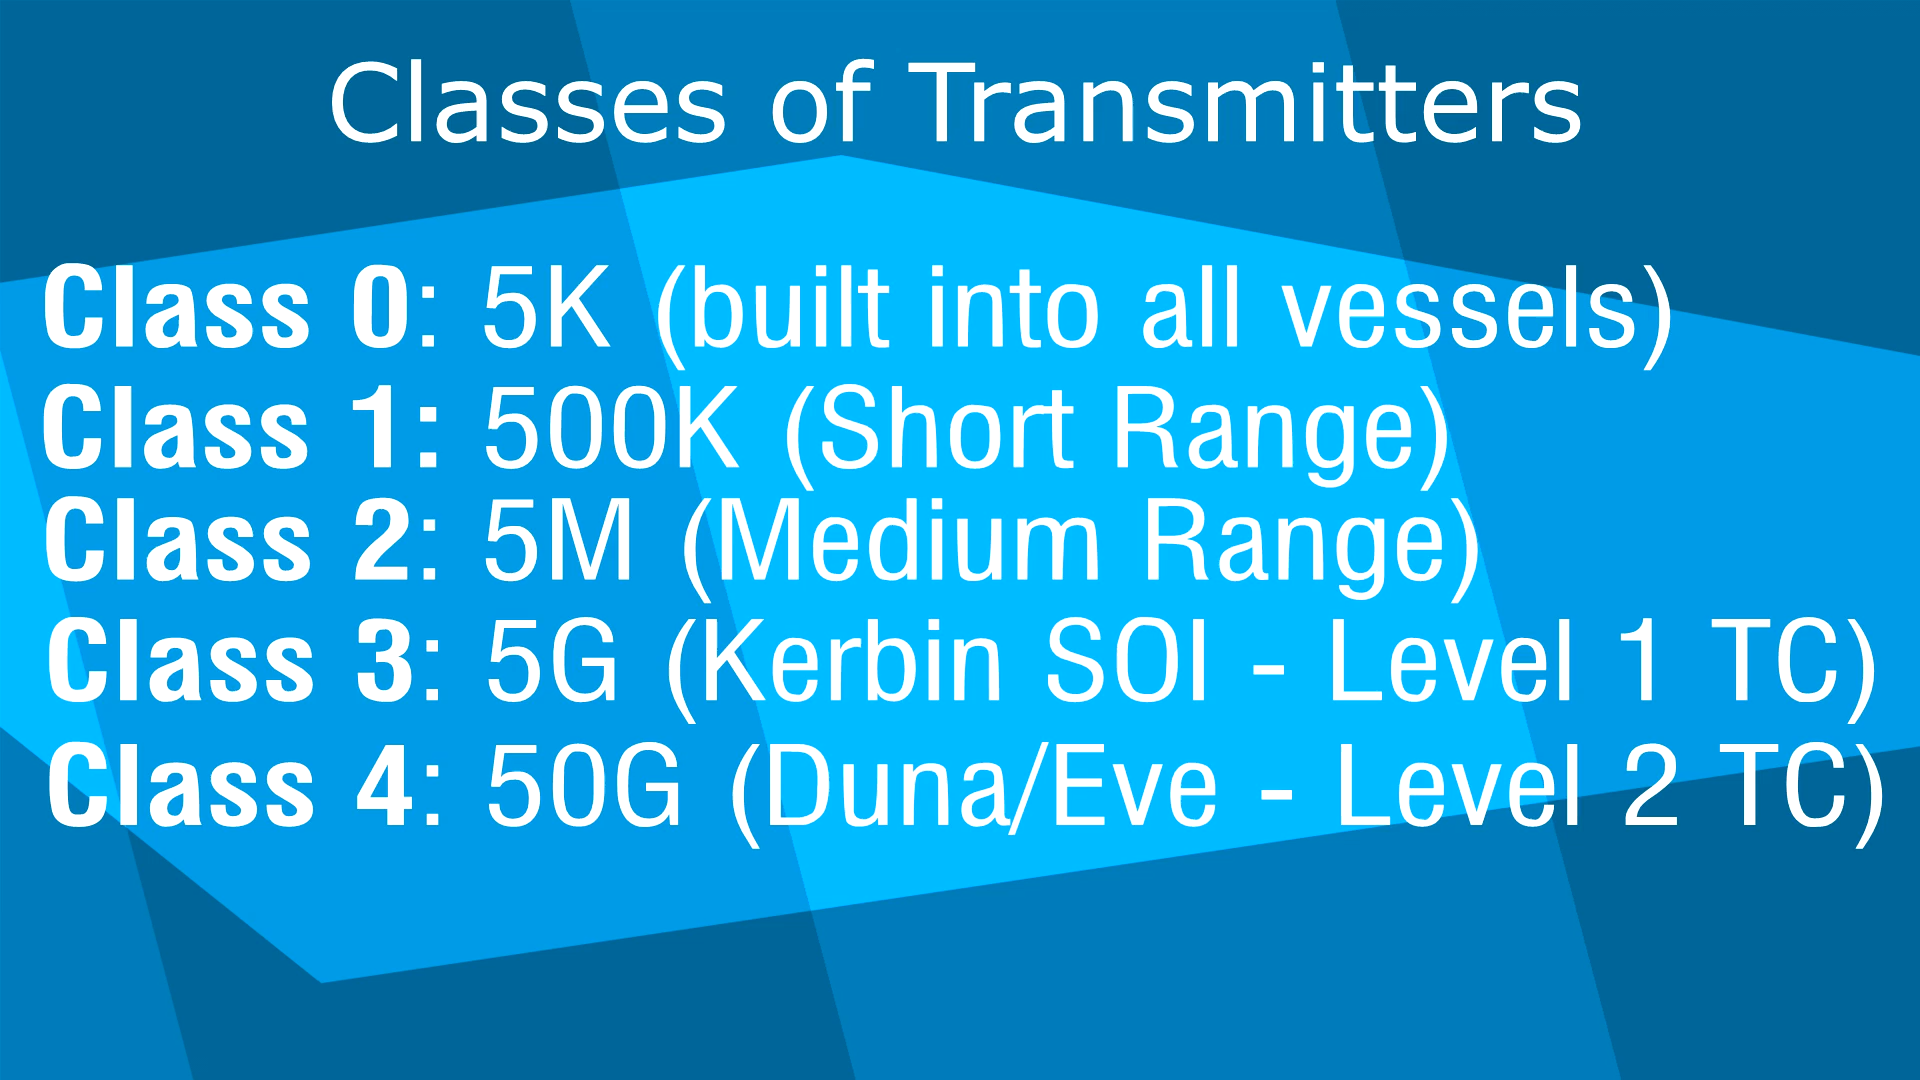 Classes of Transmitters
Class 0: 5K (built into all vessels)
Class 1: 500K (Short Range)
Class 2: 5M (Medium Range)
Class 3: 5G (Kerbin SOI - Level 1 TC)
Class 4: 50G (Duna/Eve - Level 2 TC)